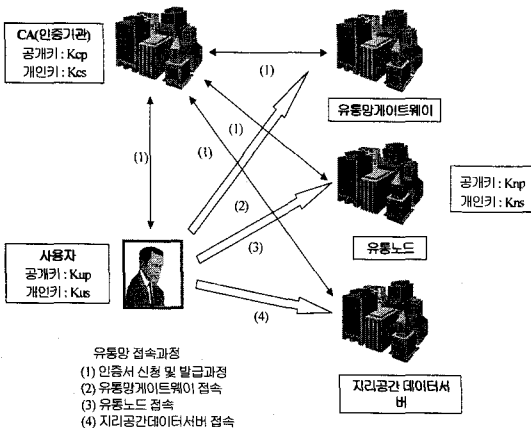 CA(인증기관)
공개키 : Kcp
개인키 : Kcs
(1)
유통망게이트웨이
(1)
(1)
(1)
공개키 : Knp
개인키 : Kns
(2)
사용자
공개키 : Kup
개인키 : Kus
(3)
유통노드
(4)
유통망 접속과정
(1) 인증서 신청 및 발급과정
(2) 유통망게이트웨이 접속
(3) 유통노드 접속
(4) 지리공간데이터서버 접속
지리공간 데이터서
버